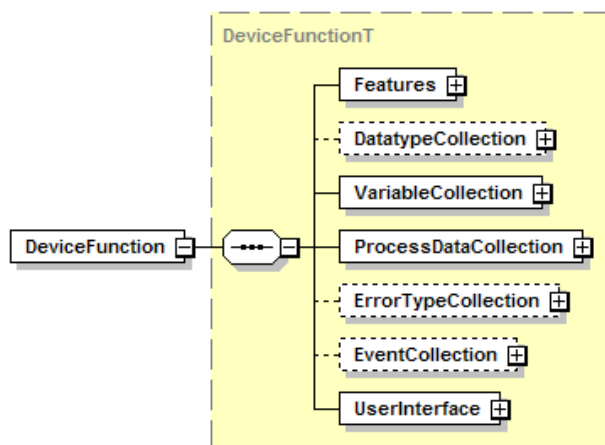 DeviceFunctionT
Features
DatatypeCollection
VariableCollection
DeviceFunction
ProcessDataCollection
ErrorTypeCollection
EventCollection
UserInterface